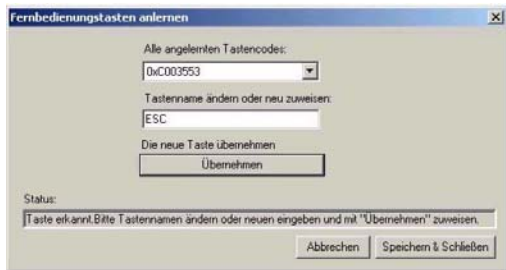 Fernbedienungstasten anlernen
Alle angelernten Tastencodes:
0xC003553
Tastenname ändern oder neu zuweisen:
ESC
Die neue Taste übernehmen
Übernehmen
Status:
Taste erkannt.Bitte Tastennamen ändern oder neuen eingeben und mit "Übernehmen" zuweisen.
Abbrechen Speichern & Schließen